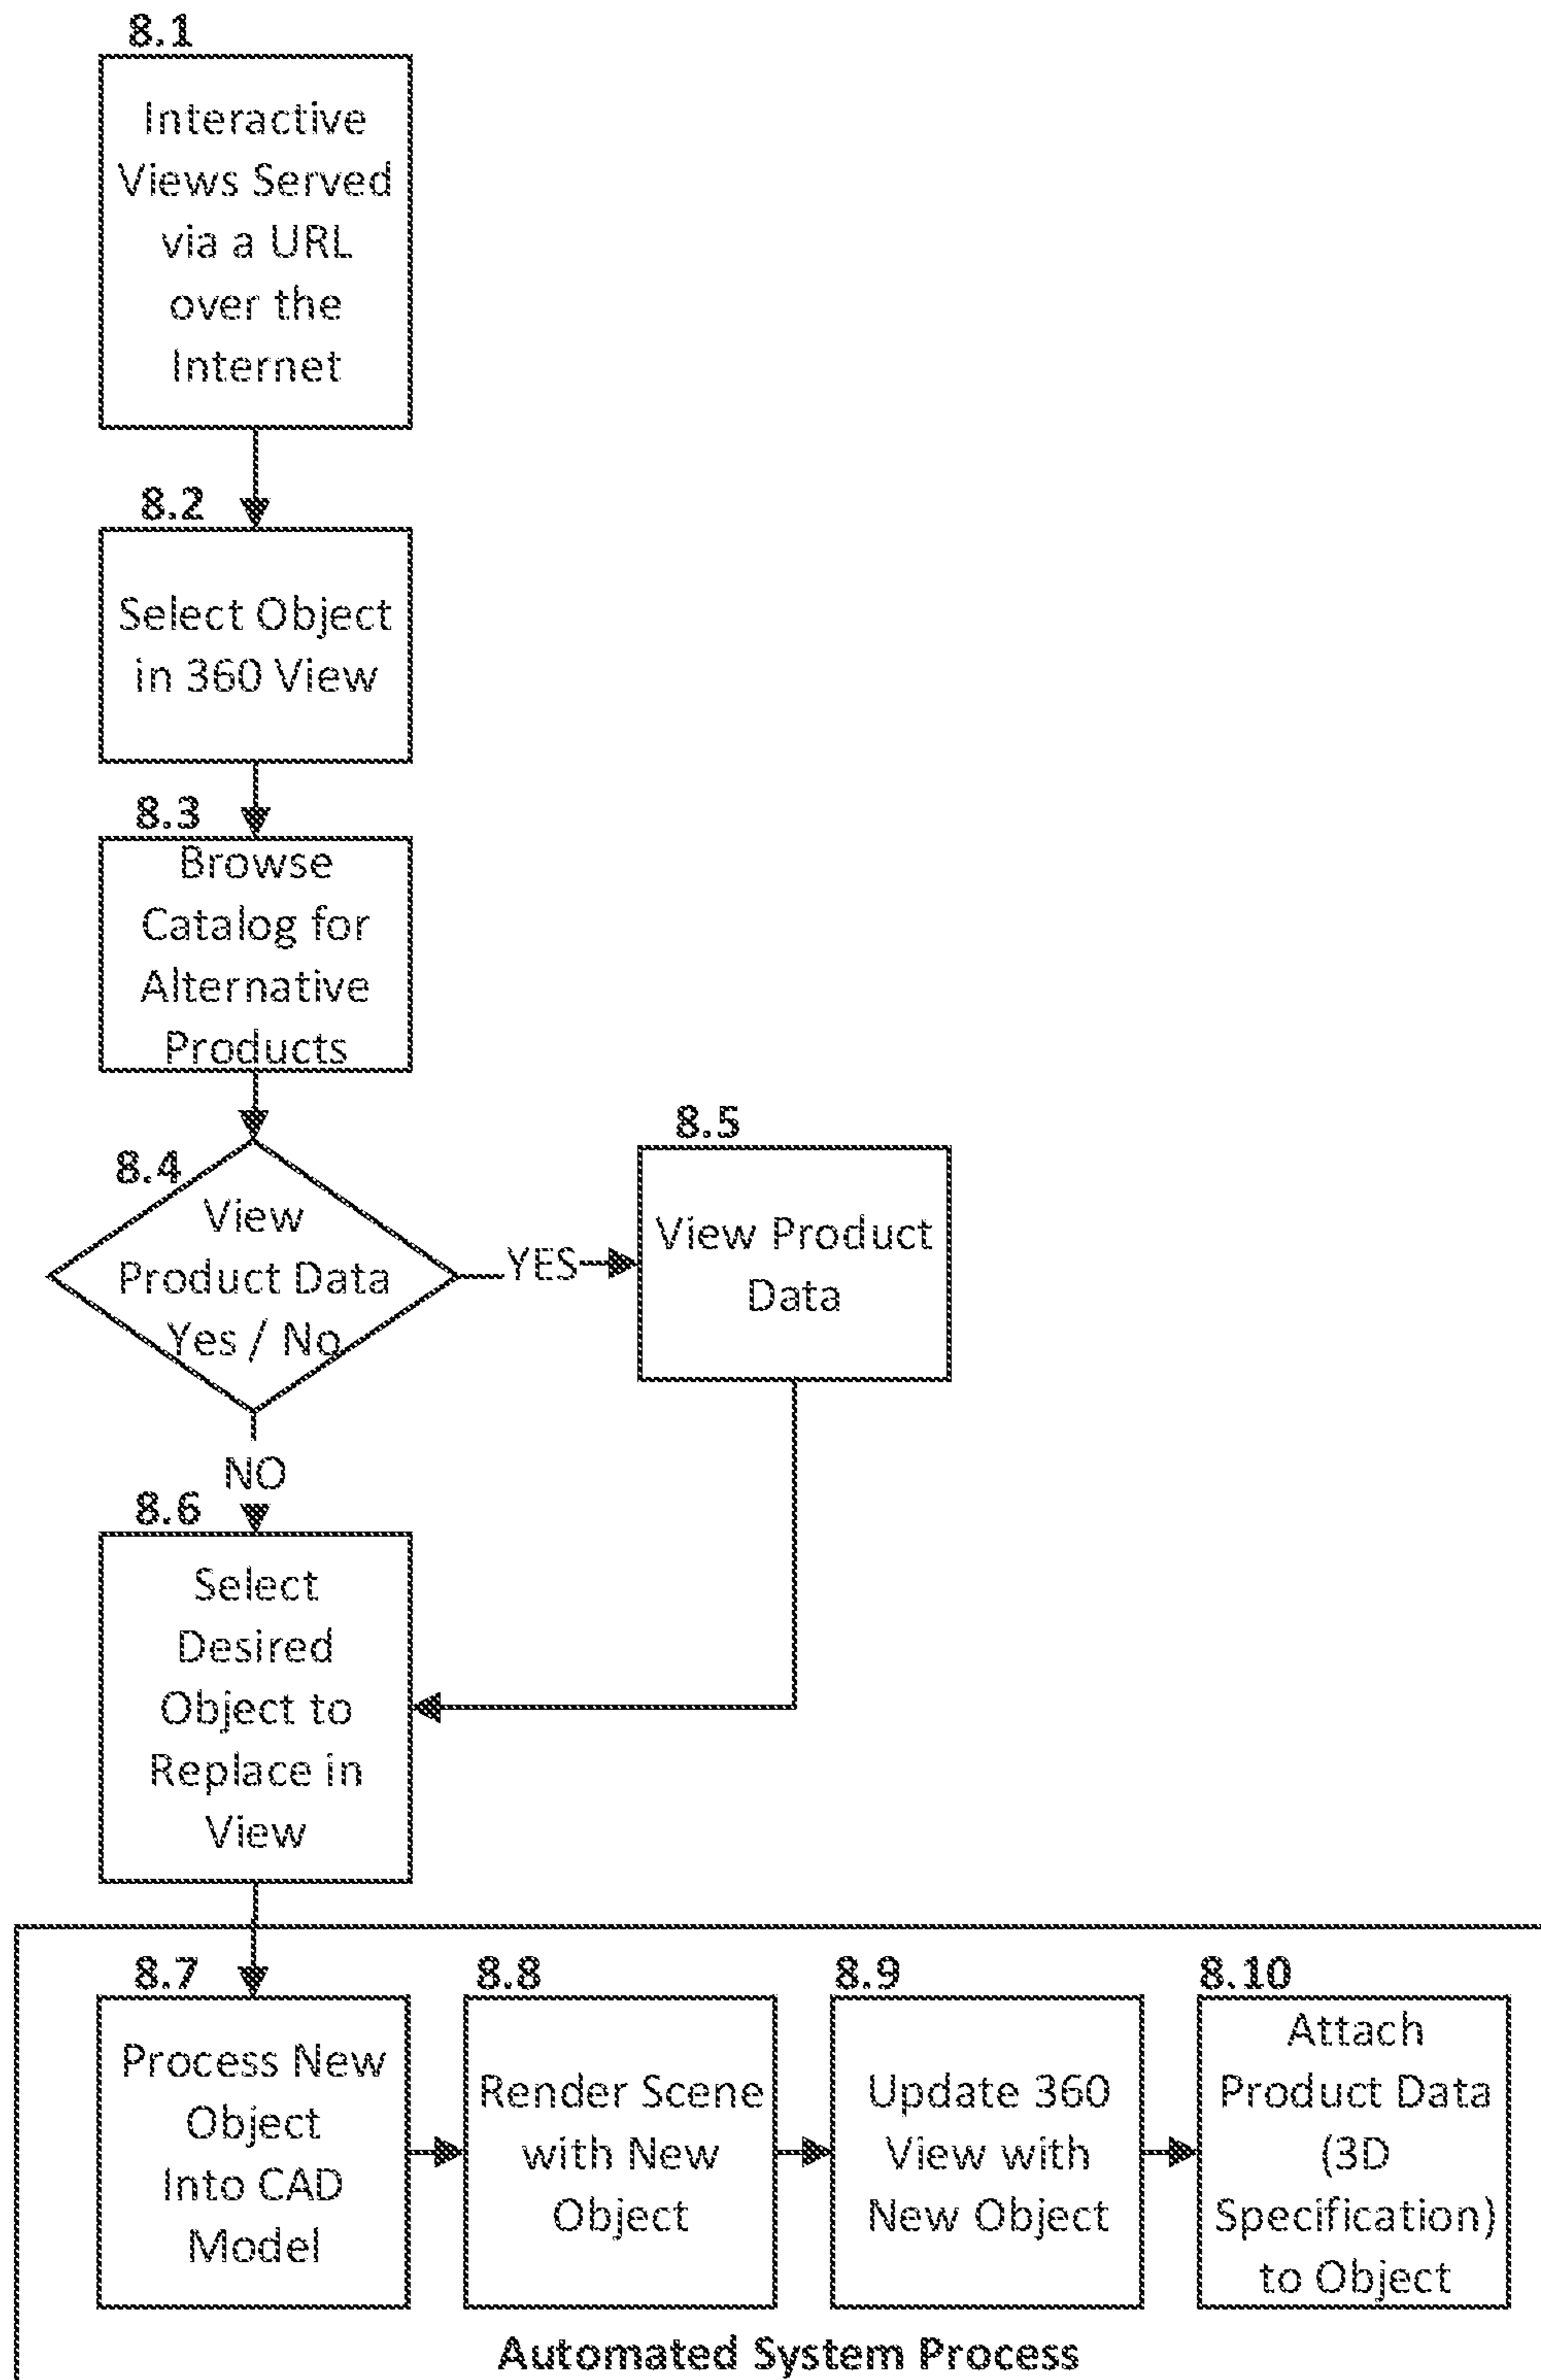 8.1
Interactive
Views Served
via a URL
over the
Internet
8.2
Select Object
in 360 View
8.3
Browse
Catalog for
Alternative
Products
8.4
View
Product Data
Yes / No
YES
8.5
View Product
Data
NO
8.6
Select
Desired
Object to
Replace in
View
8.7
Process New
Object
Into CAD
Model
8.8
Render Scene
with New
Object
8.9
Update 360
View with
New Object
8.10
Attach
Product Data
(3D
Specification)
to Object
Automated System Process